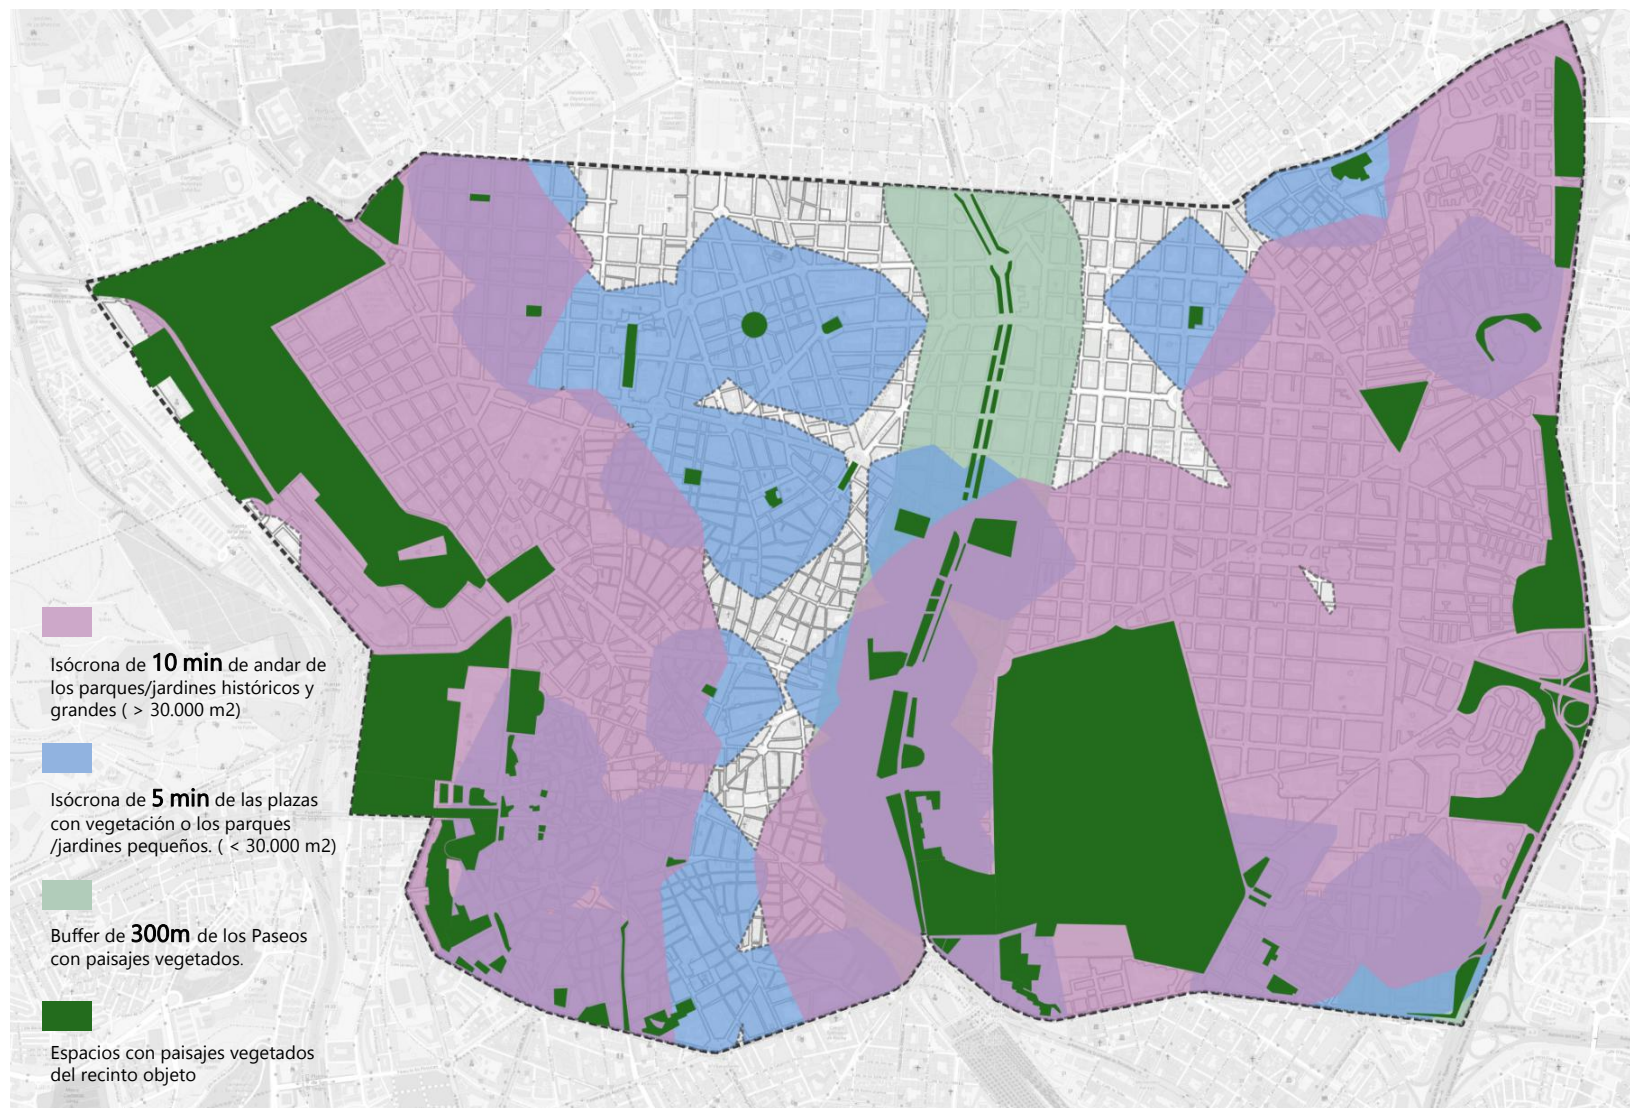 Isócrona de 10 min de andar de
los parques/jardines históricos y
grandes ( > 30.000 m2)
Isócrona de 5 min de las plazas
con vegetación o los parques
/jardines pequeños. ( < 30.000 m2)
Buffer de 300m de los Paseos
con paisajes vegetados.
Espacios con paisajes vegetados
del recinto objeto